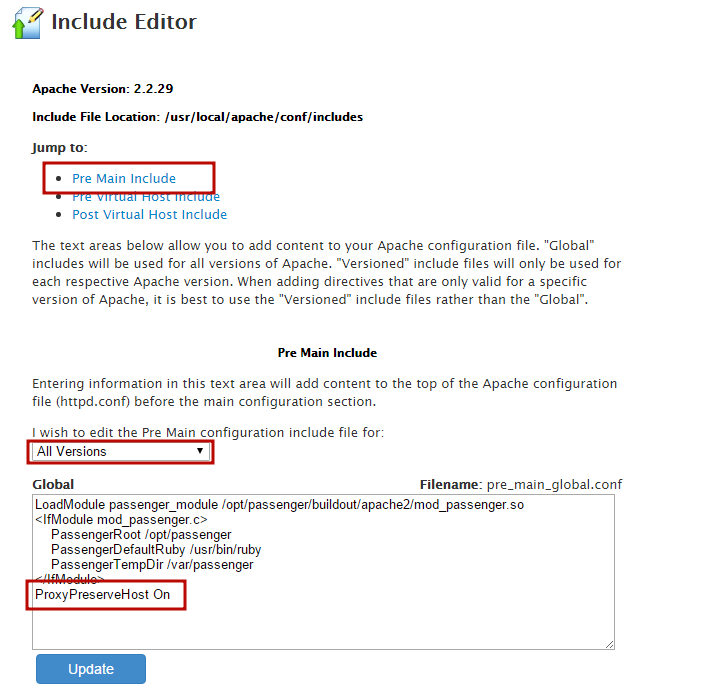 Include Editor
Apache Version: 2.2.29
Include File Location: /usr/local/apache/conf/includes
Jump to:
Pre Main Include
Pre Virtual Host Include
Post Virtual Host Include
The text areas below allow you to add content to your Apache configuration file. "Global"
includes will be used for all versions of Apache. "Versioned" include files will only be used for
each respective Apache version. When adding directives that are only valid for a specific
version of Apache, it is best to use the "Versioned" include files rather than the "Global".
Pre Main Include
Entering information in this text area will add content to the top of the Apache configuration
file (httpd.conf) before the main configuration section.
I wish to edit the Pre Main configuration include file for:
All Versions
Global Filename: pre_main_global.conf
LoadModule passenger_module /opt/passenger/buildout/apache2/mod_passenger.so
<IfModule mod_passenger.c>
PassengerRoot /opt/passenger
PassengerDefaultRuby /usr/bin/ruby
PassengerTempDir /var/passenger
</IfModule>
ProxyPreserveHost On
Update